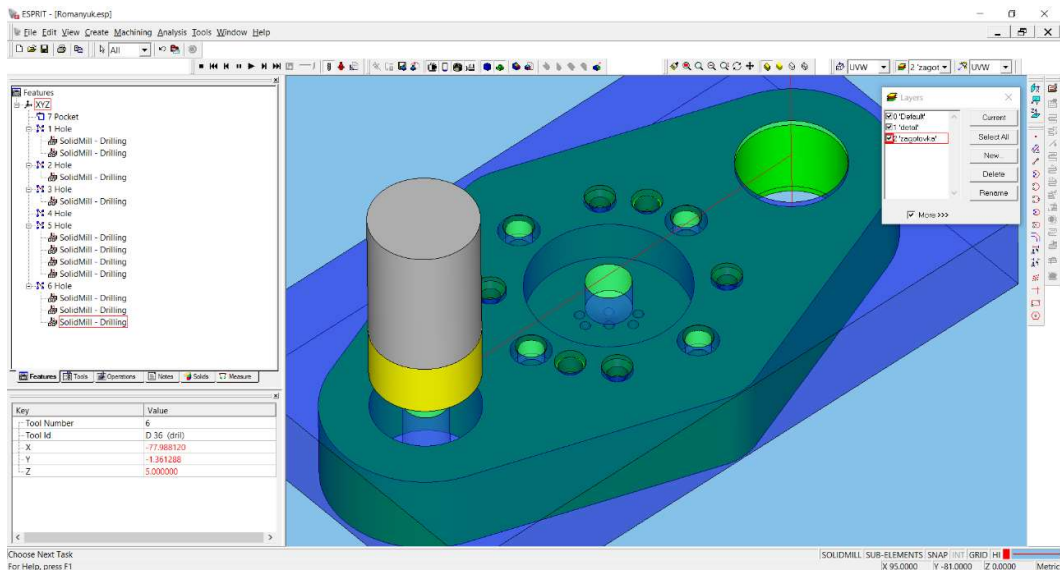 ESPRIT - [Romanyuk.esp]
File Edit View Create Machining Analysis Tools Window Help
All
UVW
2 'zagot
UVW
Features
XYZ
7 Pocket
1 Hole
SolidMill - Drilling
SolidMill - Drilling
2 Hole
SolidMill - Drilling
3 Hole
SolidMill - Drilling
4 Hole
5 Hole
SolidMill - Drilling
SolidMill - Drilling
SolidMill - Drilling
SolidMill - Drilling
6 Hole
SolidMill - Drilling
SolidMill - Drilling
SolidMill - Drilling
Features Tools Operations Notes Solids Measure
Key Value
Tool Number 6
Tool Id D 36 (dril)
X -77.988120
Y -1.361288
Z 5.000000
Layers
0 'Default'
1 'detal'
2 'zagotovka'
Current
Select All
New...
Delete
Rename
More >>>
Choose Next Task
For Help, press F1
SOLIDMILL SUB-ELEMENTS SNAP INT GRID HI
X 95.0000 Y -81.0000 Z 0.0000 Metric